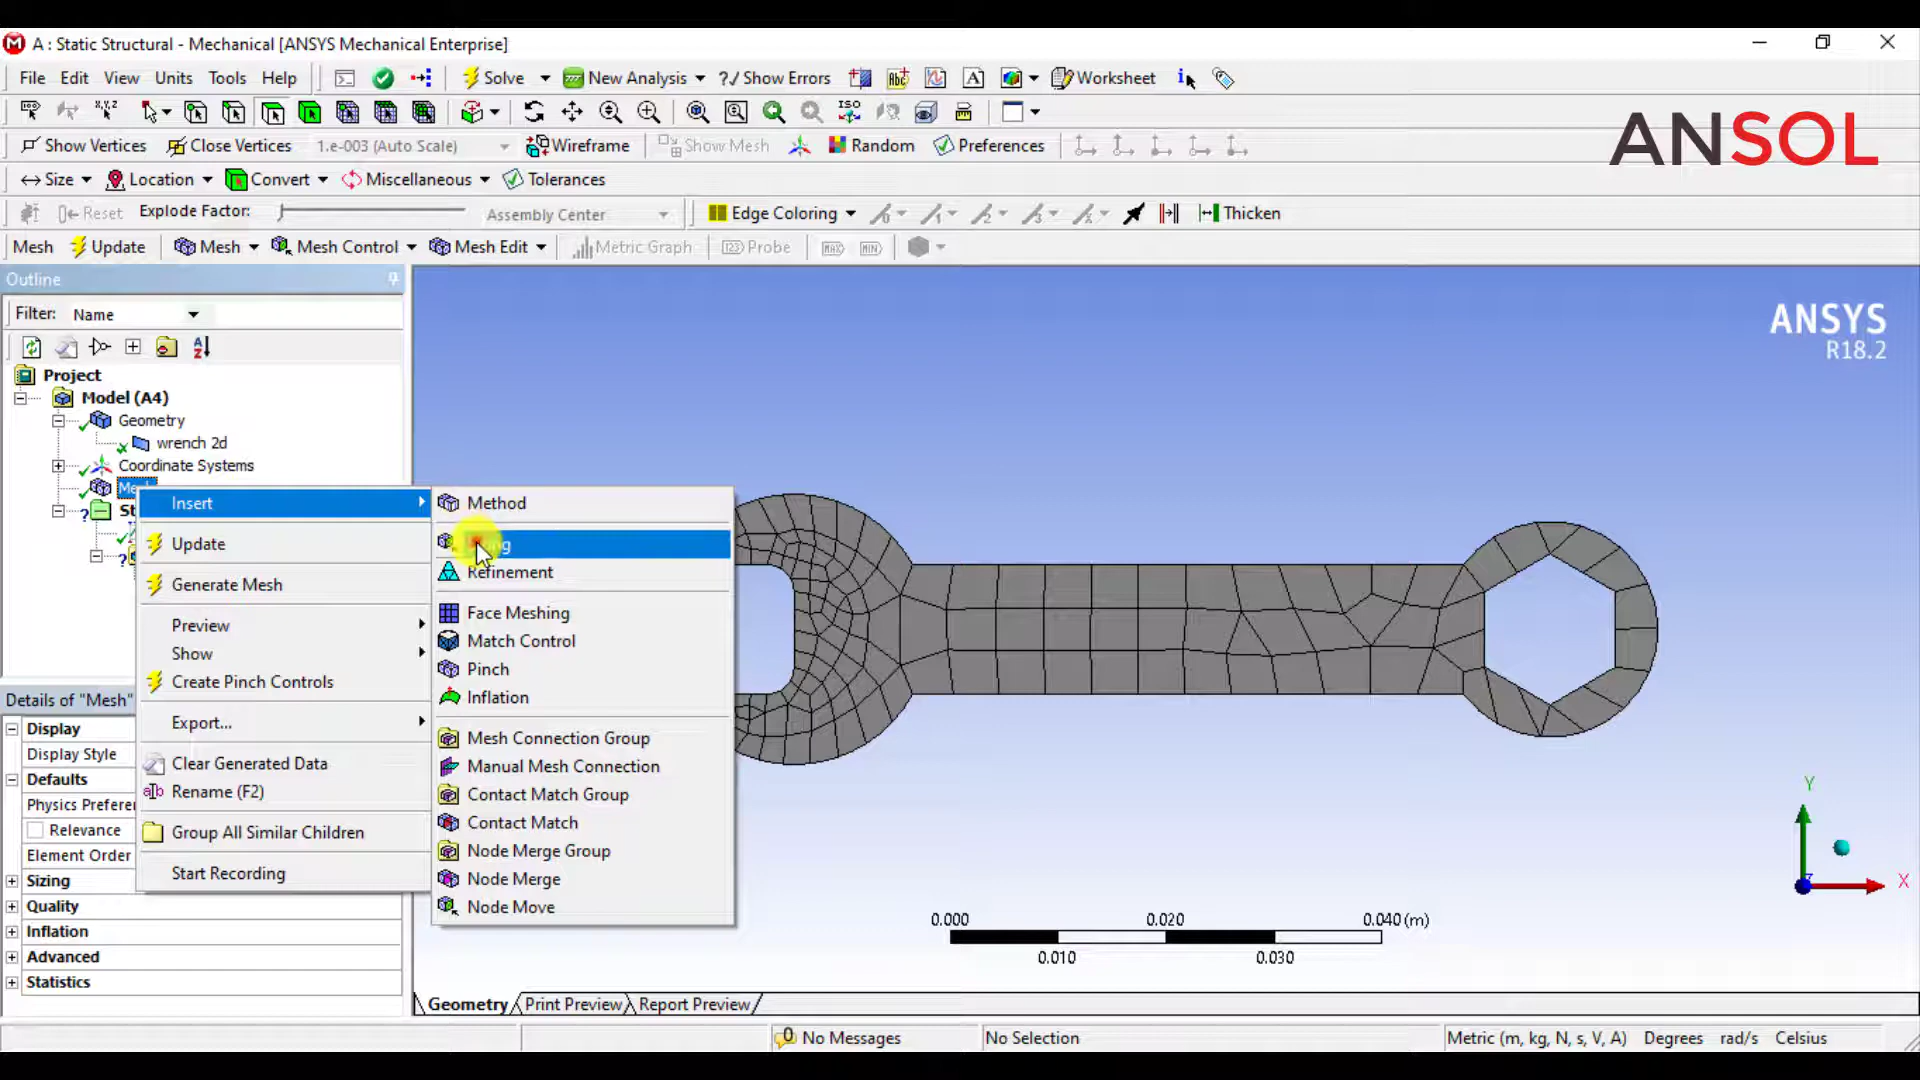 A : Static Structural - Mechanical [ANSYS Mechanical Enterprise]
File Edit View Units Tools Help Solve New Analysis ?/ Show Errors Worksheet
Show Vertices Close Vertices 1.e-003 (Auto Scale) Wireframe Show Mesh Random Preferences
ANSOL
Size Location Convert Miscellaneous Tolerances
Reset Explode Factor: Assembly Center Edge Coloring Thicken
Mesh Update Mesh Mesh Control Mesh Edit Metric Graph Probe MAX MIN
Outline
Filter: Name
Project
Model (A4)
Geometry
wrench 2d
Coordinate Systems
Insert
Update
Generate Mesh
Preview
Show
Create Pinch Controls
Export...
Clear Generated Data
Rename (F2)
Group All Similar Children
Start Recording
Method
Refinement
Face Meshing
Match Control
Pinch
Inflation
Mesh Connection Group
Manual Mesh Connection
Contact Match Group
Contact Match
Node Merge Group
Node Merge
Node Move
Details of "Mesh"
Display
Display Style
Defaults
Physics
Relevance
Element Order
Sizing
Quality
Inflation
Advanced
Statistics
ANSYS
R18.2
Y
X
0.000 0.020 0.040 (m)
0.010 0.030
Geometry Print Preview Report Preview
0 No Messages No Selection Metric (m, kg, N, s, V, A) Degrees rad/s Celsius